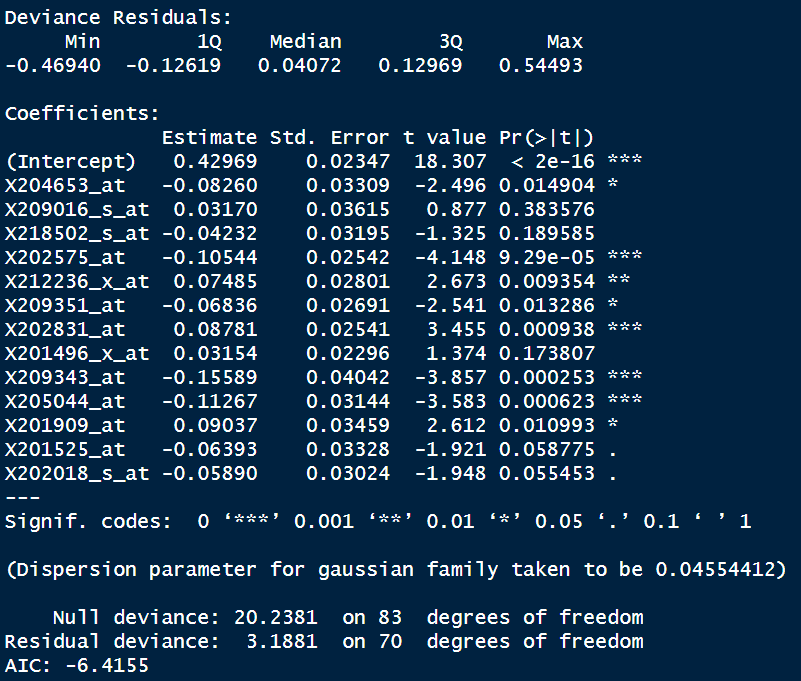 Deviance Residuals:
     Min        1Q    Median        3Q       Max
-0.46940  -0.12619   0.04072   0.12969   0.54493

Coefficients:
             Estimate Std. Error t value Pr(>|t|)
(Intercept)   0.42969    0.02347  18.307  < 2e-16 ***
X204653_at   -0.08260    0.03309  -2.496 0.014904 *
X209016_s_at  0.03170    0.03615   0.877 0.383576
X218502_s_at -0.04232    0.03195  -1.325 0.189585
X202575_at   -0.10544    0.02542  -4.148 9.29e-05 ***
X212236_x_at  0.07485    0.02801   2.673 0.009354 **
X209351_at   -0.06836    0.02691  -2.541 0.013286 *
X202831_at    0.08781    0.02541   3.455 0.000938 ***
X201496_x_at  0.03154    0.02296   1.374 0.173807
X209343_at   -0.15589    0.04042  -3.857 0.000253 ***
X205044_at   -0.11267    0.03144  -3.583 0.000623 ***
X201909_at    0.09037    0.03459   2.612 0.010993 *
X201525_at   -0.06393    0.03328  -1.921 0.058775 .
X202018_s_at -0.05890    0.03024  -1.948 0.055453 .
---
Signif. codes:  0 ‘***’ 0.001 ‘**’ 0.01 ‘*’ 0.05 ‘.’ 0.1 ‘ ’ 1

(Dispersion parameter for gaussian family taken to be 0.04554412)

    Null deviance: 20.2381  on 83  degrees of freedom
Residual deviance:  3.1881  on 70  degrees of freedom
AIC: -6.4155